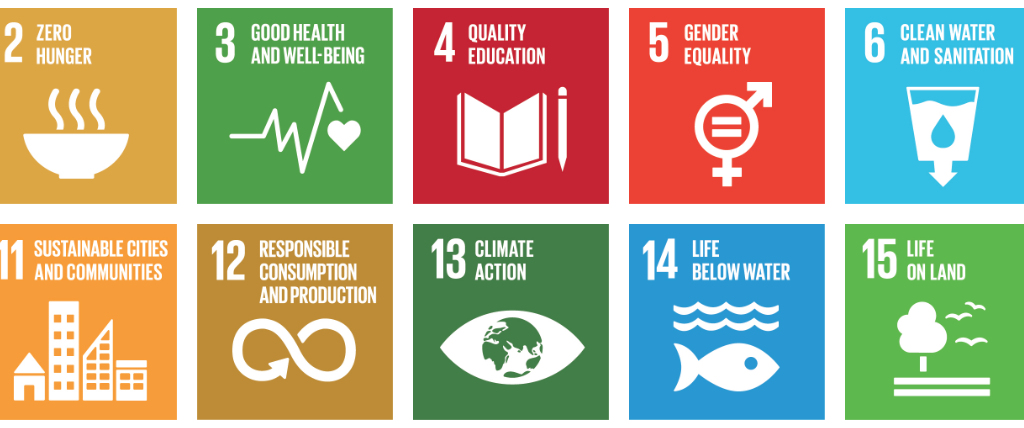 2 ZERO
HUNGER
3 GOOD HEALTH
AND WELL-BEING
4 QUALITY
EDUCATION
5 GENDER
EQUALITY
6 CLEAN WATER
AND SANITATION
11 SUSTAINABLE CITIES
AND COMMUNITIES
12 RESPONSIBLE
CONSUMPTION
AND PRODUCTION
13 CLIMATE
ACTION
14 LIFE
BELOW WATER
15 LIFE
ON LAND